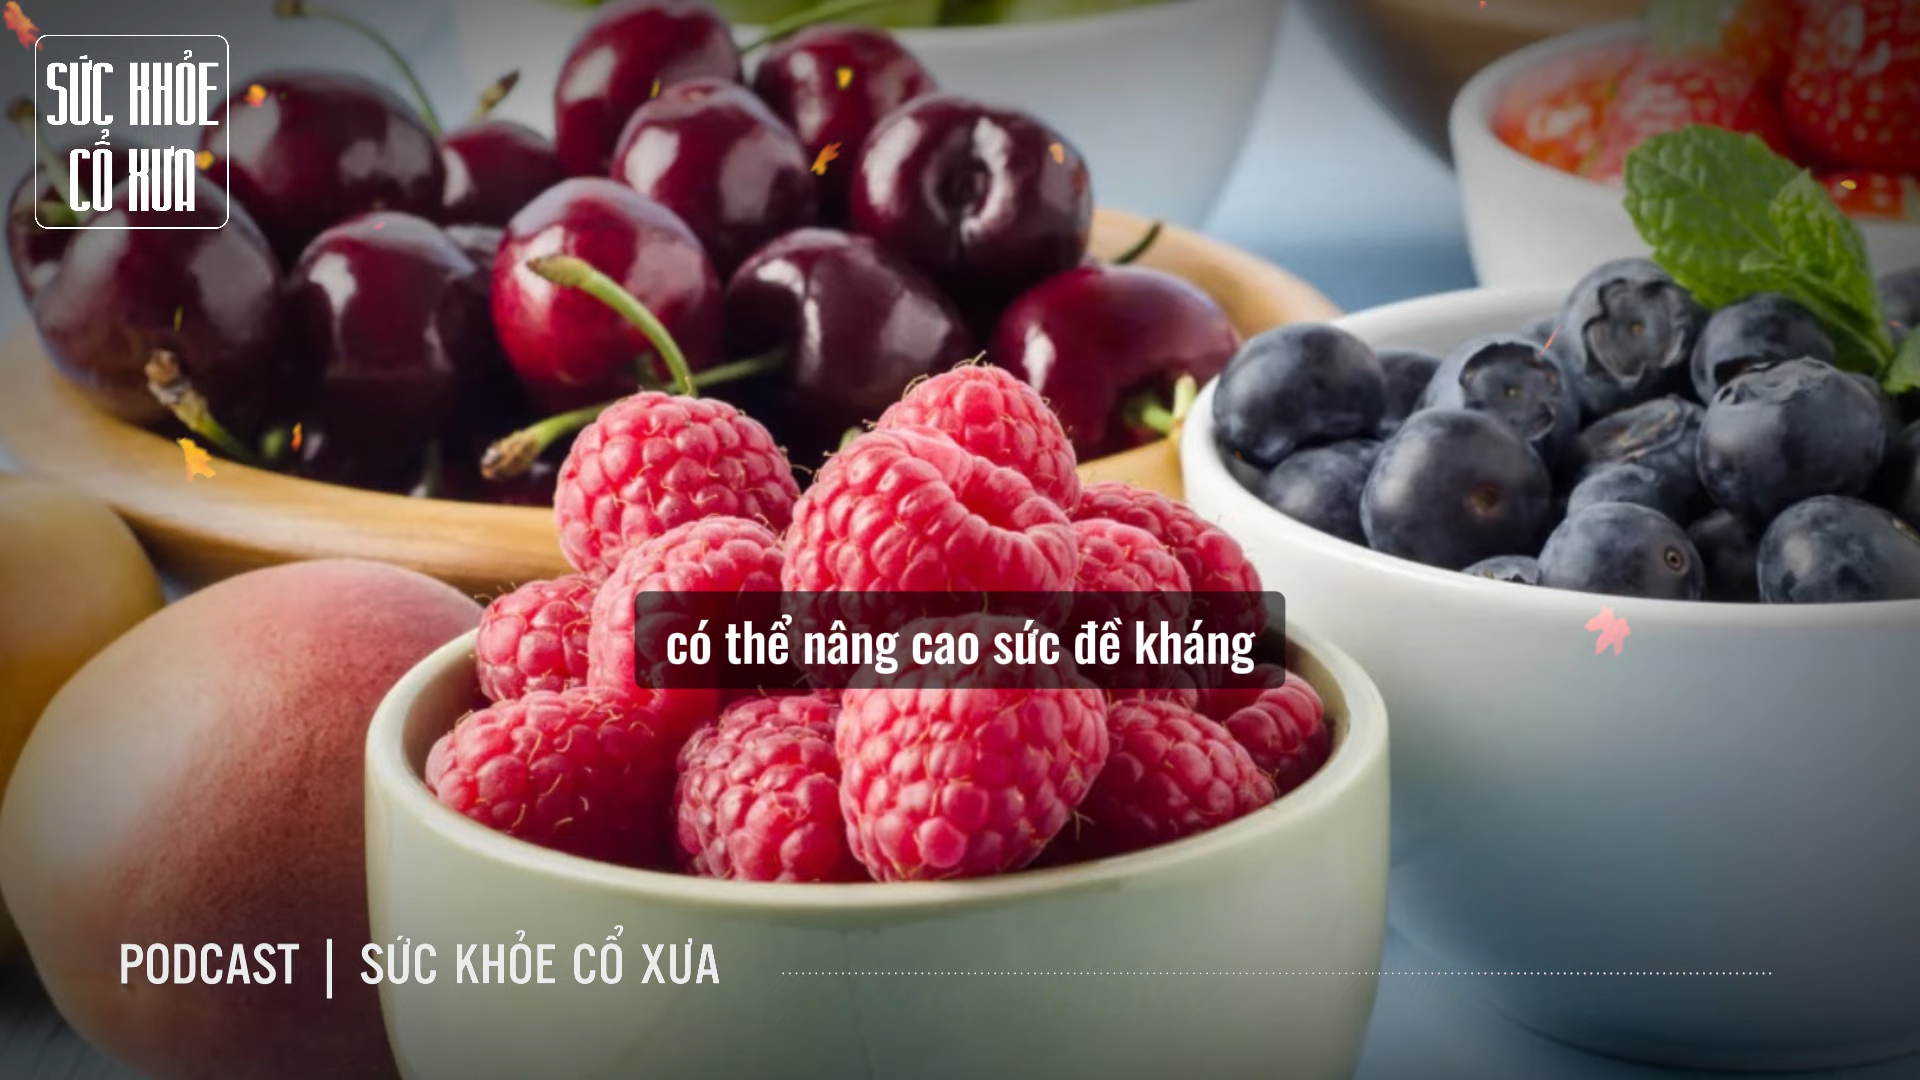 SỨC KHỎE
CỔ XƯA
có thể nâng cao sức đề kháng
PODCAST | SỨC KHỎE CỔ XƯA